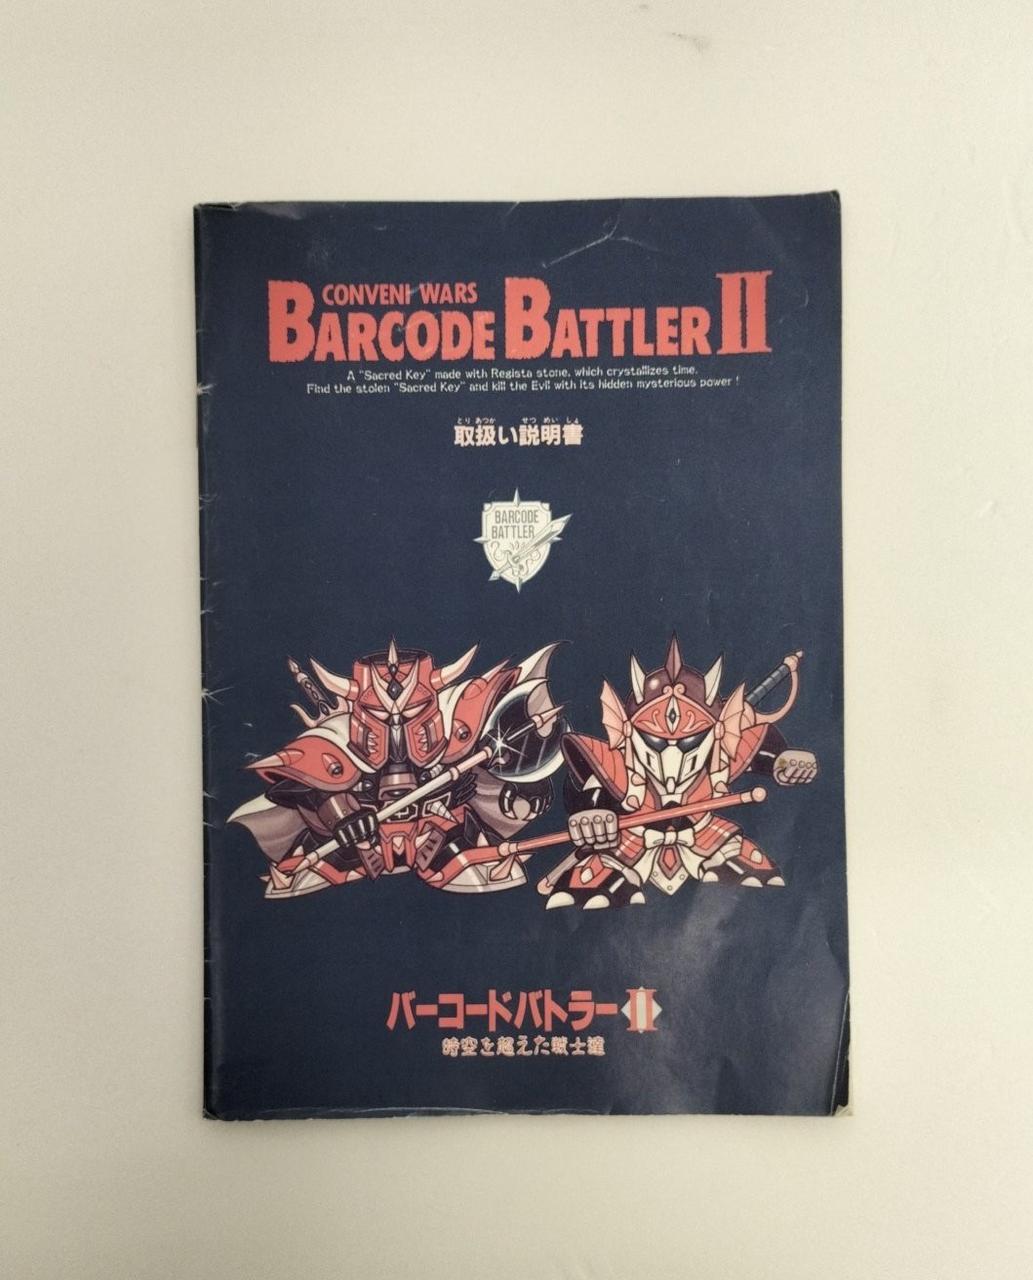 CONVENI WARS
BARCODE BATTLER II
A "Sacred Key" made with Regista stone, which crystallizes time.
Find the stolen "Sacred Key" and kill the Evil with its hidden mysterious power !
とり あつか せつ めい しょ
取扱い説明書
BARCODE
BATTLER
バーコードバトラーII
時空を超えた戦士達